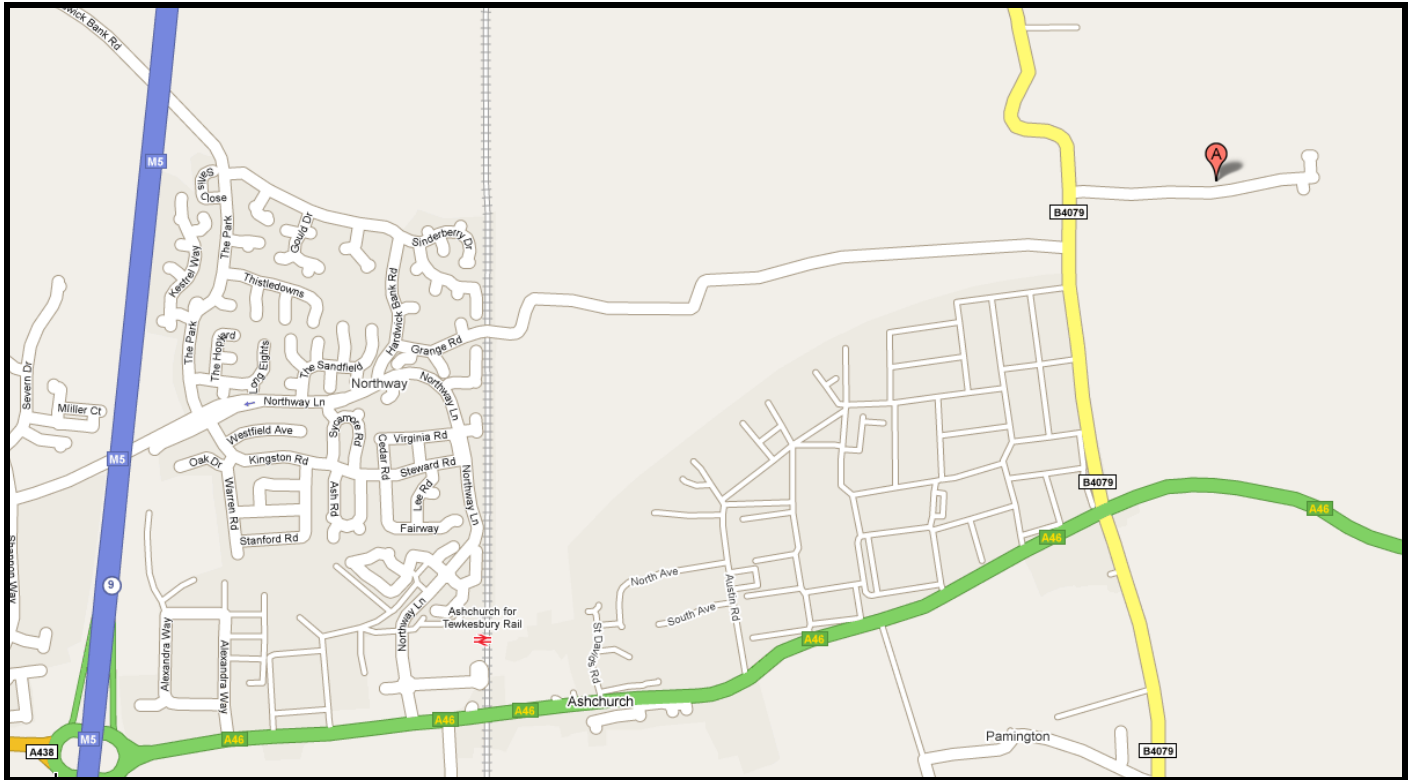 wick Bank Rd
M5
A
B4079
Savis
Close
The Park
Gould Dr
Sinderberry Dr
Kestrel Way
Thistledowns
Hardwick Bank Rd
The Park
Grange Rd
Long Eights
The Sandfield
Northway
Northway Ln
Severn Dr
Miller Ct
Northway Ln
Sycamore Rd
Westfield Ave
Virginia Rd
Cedar Rd
M5
Oak Dr
Kingston Rd
Steward Rd
Northway Ln
B4079
Warren Rd
Ash Rd
Lee Rd
A46
Fairway
Stanford Rd
A46
Shannon Way
9
North Ave
Austin Rd
Northway Ln
Ashchurch for
Tewkesbury Rail
South Ave
Alexandra Way
Alexandra Way
St Davids Rd
A46
Ashchurch
A46
A46
A46
M5
A438
Pamington
B4079